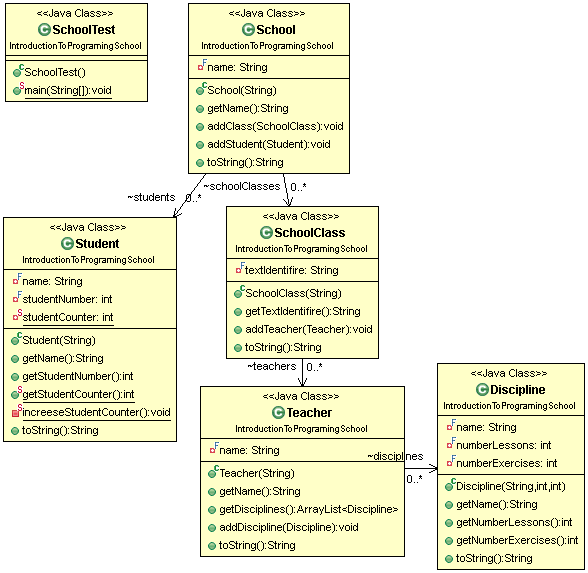 <<Java Class>>
SchoolTest
IntroductionToProgramingSchool
SchoolTest()
main(String[]):void
<<Java Class>>
School
IntroductionToProgramingSchool
name: String
School(String)
getName():String
addClass(SchoolClass):void
addStudent(Student):void
toString():String
~students
0..*
~schoolClasses
0..*
<<Java Class>>
Student
IntroductionToProgramingSchool
name: String
studentNumber: int
studentCounter: int
Student(String)
getName():String
getStudentNumber():int
getStudentCounter():int
increeseStudentCounter():void
toString():String
<<Java Class>>
SchoolClass
IntroductionToProgramingSchool
textIdentifire: String
SchoolClass(String)
getTextIdentifire():String
addTeacher(Teacher):void
toString():String
~teachers
0..*
<<Java Class>>
Teacher
IntroductionToProgramingSchool
name: String
Teacher(String)
getName():String
getDisciplines():ArrayList<Discipline>
addDiscipline(Discipline):void
toString():String
~disciplines
0..*
<<Java Class>>
Discipline
IntroductionToProgramingSchool
name: String
numberLessons: int
numberExercises: int
Discipline(String,int,int)
getName():String
getNumberLessons():int
getNumberExercises():int
toString():String